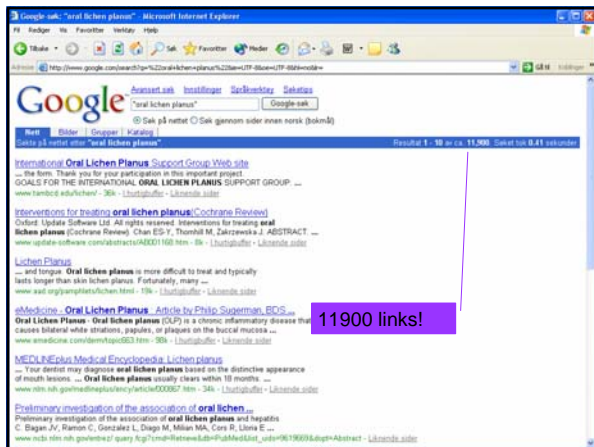 Google-søk: "oral lichen planus" - Microsoft Internet Explorer
Fil Rediger Vis Favoritter Verktøy Hjelp
Tilbake Søk Favoritter Medier
Adresse http://www.google.com/search?q=%22oral+lichen+planus%22&ie=UTF-8&oe=UTF-8&hl=no&lr= Gå til Koblinger
Google
Avansert søk Innstillinger Språkverktøy Søketips
"oral lichen planus" Google-søk
Søk på nettet Søk gjennom sider innen norsk (bokmål)
Nett Bilder Grupper Katalog
Søkte på nettet etter "oral lichen planus" Resultat 1 - 10 av ca. 11,900. Søket tok 0.41 sekunder
International Oral Lichen Planus Support Group Web site
... the form. Thank you for your participation in this important project.
GOALS FOR THE INTERNATIONAL ORAL LICHEN PLANUS SUPPORT GROUP: ...
www.tambcd.edu/lichen/ - 36k - I hurtigbuffer - Liknende sider
Interventions for treating oral lichen planus(Cochrane Review)
Oxford: Update Software Ltd. All rights reserved. Interventions for treating oral
lichen planus (Cochrane Review). Chan ES-Y, Thornhill M, Zakrzewska J. ABSTRACT. ...
www.update-software.com/abstracts/AB001168.htm - 8k - I hurtigbuffer - Liknende sider
Lichen Planus
... and tongue. Oral lichen planus is more difficult to treat and typically
lasts longer than skin lichen planus. Fortunately, many ...
www.aad.org/pamphlets/lichen.html - 19k - I hurtigbuffer - Liknende sider
eMedicine - Oral Lichen Planus : Article by Philip Sugerman, BDS ...
Oral Lichen Planus - Oral lichen planus (OLP) is a chronic inflammatory disease that
causes bilateral white striations, papules, or plaques on the buccal mucosa ...
www.emedicine.com/derm/topic663.htm - 98k - I hurtigbuffer - Liknende sider
11900 links!
MEDLINEplus Medical Encyclopedia: Lichen planus
... Your dentist may diagnose oral lichen planus based on the distinctive appearance
of mouth lesions. ... Oral lichen planus usually clears within 18 months. ...
www.nlm.nih.gov/medlineplus/ency/article/000867.htm - 34k - I hurtigbuffer - Liknende sider
Preliminary investigation of the association of oral lichen ...
Preliminary investigation of the association of oral lichen planus and hepatitis
C. Bagan JV, Ramon C, Gonzalez L, Diago M, Milian MA, Cors R, Lloria E ...
www.ncbi.nlm.nih.gov/entrez/ query.fcgi?cmd=Retrieve&db=PubMed&list_uids=9619669&dopt=Abstract - Liknende sider